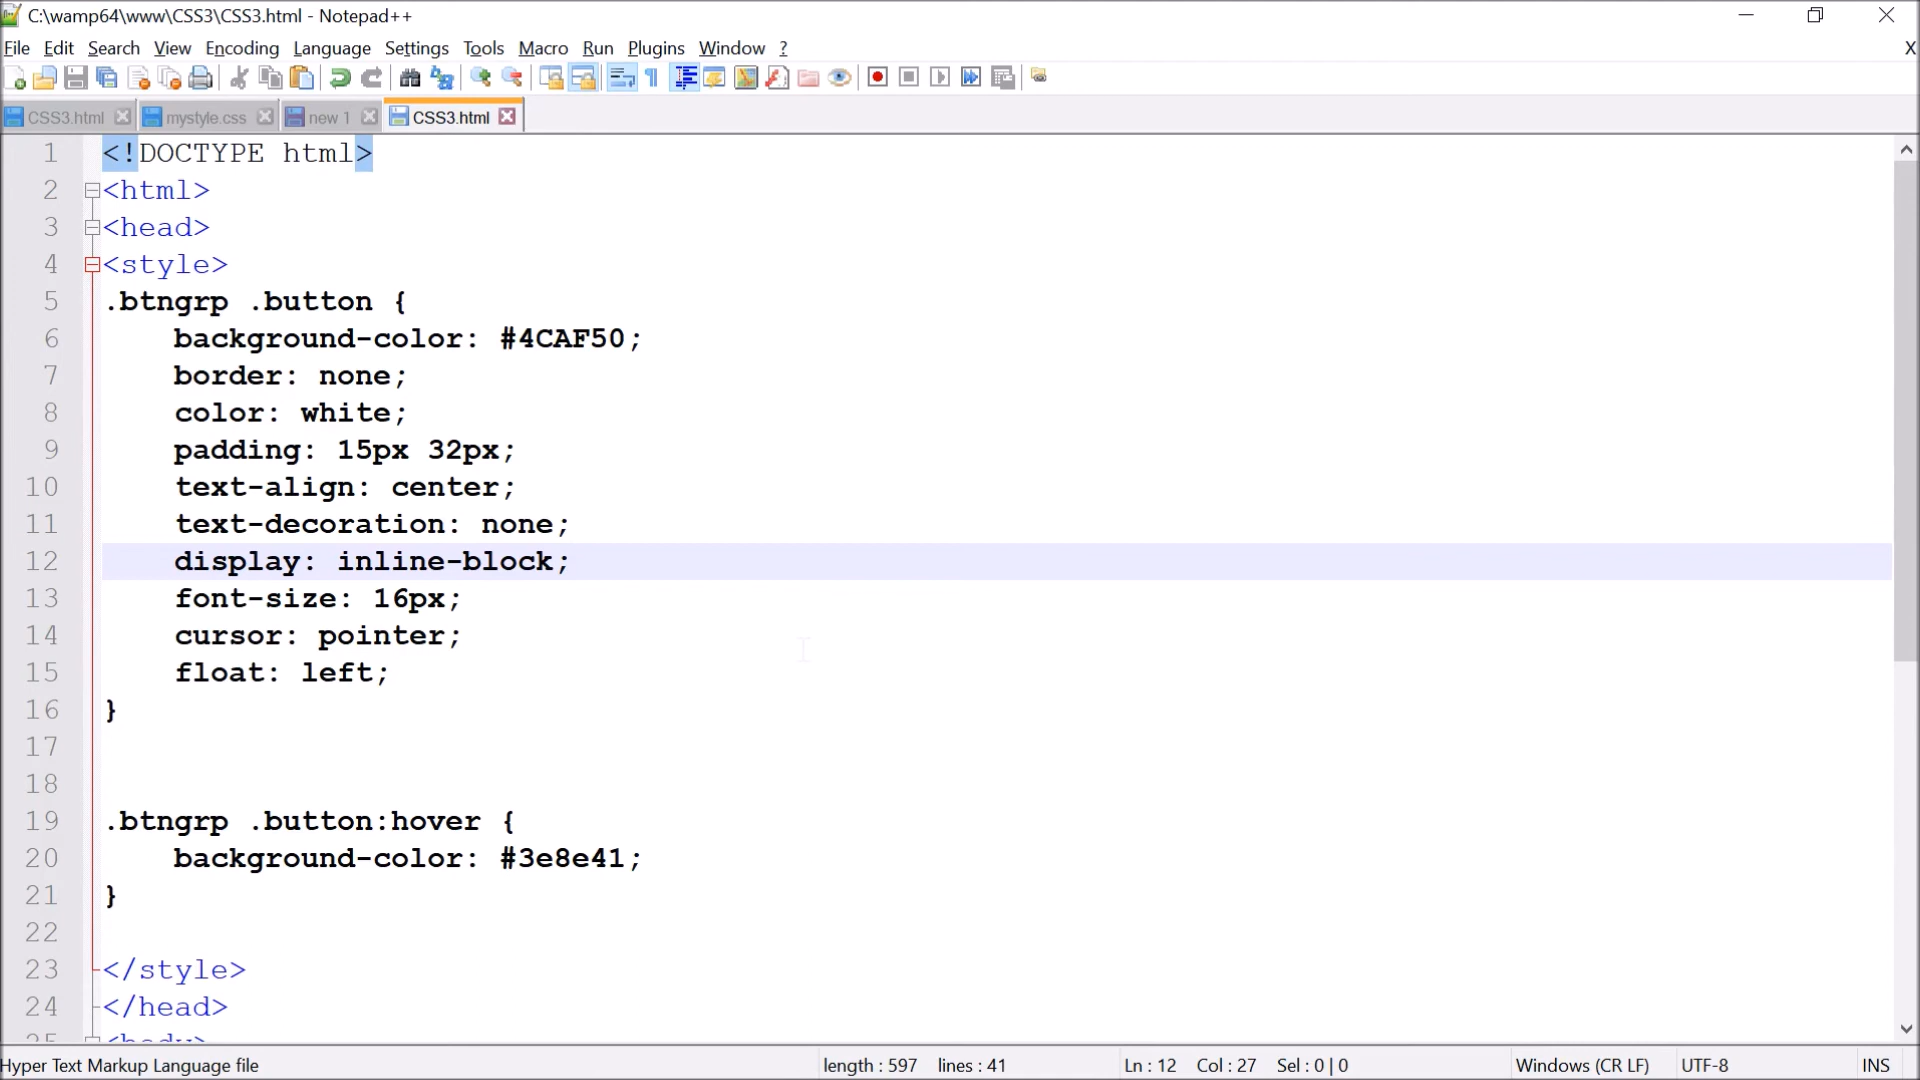 C:\wamp64\www\CSS3\CSS3.html - Notepad++
File Edit Search View Encoding Language Settings Tools Macro Run Plugins Window ? X
CSS3.html mystyle.css new 1 CSS3.html
1 <!DOCTYPE html>
2 <html>
3 <head>
4 <style>
5 .btngrp .button {
6 background-color: #4CAF50;
7 border: none;
8 color: white;
9 padding: 15px 32px;
10 text-align: center;
11 text-decoration: none;
12 display: inline-block;
13 font-size: 16px;
14 cursor: pointer;
15 float: left;
16 }
17
18
19 .btngrp .button:hover {
20 background-color: #3e8e41;
21 }
22
23 </style>
24 </head>
25 <body>
Hyper Text Markup Language file length : 597 lines : 41 Ln : 12 Col : 27 Sel : 0 | 0 Windows (CR LF) UTF-8 INS